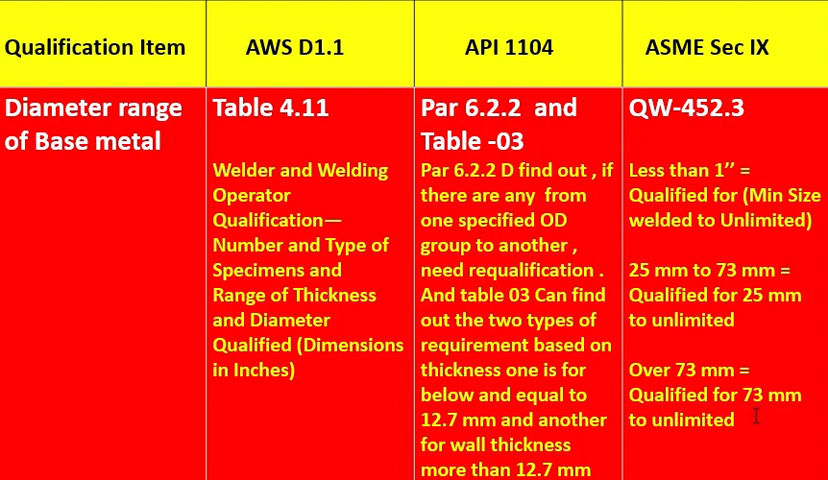 Qualification Item
AWS D1.1
API 1104
ASME Sec IX
Diameter range
of Base metal
Table 4.11
Welder and Welding
Operator
Qualification—
Number and Type of
Specimens and
Range of Thickness
and Diameter
Qualified (Dimensions
in Inches)
Par 6.2.2 and
Table -03
Par 6.2.2 D find out , if
there are any from
one specified OD
group to another ,
need requalification .
And table 03 Can find
out the two types of
requirement based on
thickness one is for
below and equal to
12.7 mm and another
for wall thickness
more than 12.7 mm
QW-452.3
Less than 1’’ =
Qualified for (Min Size
welded to Unlimited)
25 mm to 73 mm =
Qualified for 25 mm
to unlimited
Over 73 mm =
Qualified for 73 mm
to unlimited